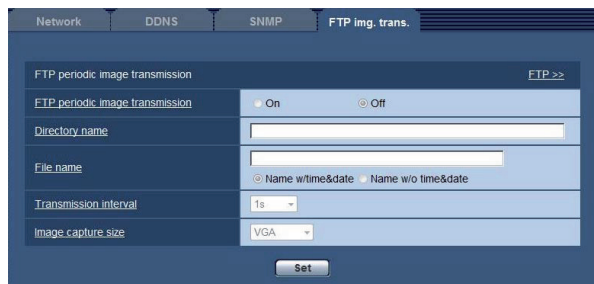 Network DDNS SNMP FTP img. trans.
FTP periodic image transmission FTP >>
FTP periodic image transmission On Off
Directory name
File name
Name w/time&date Name w/o time&date
Transmission interval 1s
Image capture size VGA
Set